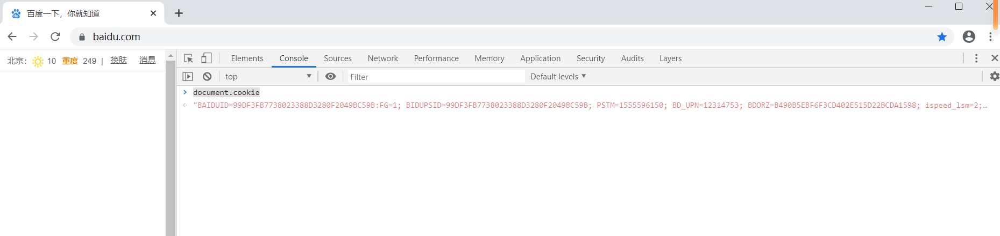 百度一下，你就知道
baidu.com
北京： 10 重度 249 | 换肤 消息
Elements Console Sources Network Performance Memory Application Security Audits Layers
top Filter Default levels
document.cookie
"BAIDUID=99DF3FB7738023388D3280F2049BC59B:FG=1; BIDUPSID=99DF3FB7738023388D3280F2049BC59B; PSTM=1555596150; BD_UPN=12314753; BDORZ=B490B5EBF6F3CD402E515D22BCDA1598; ispeed_lsm=2;…